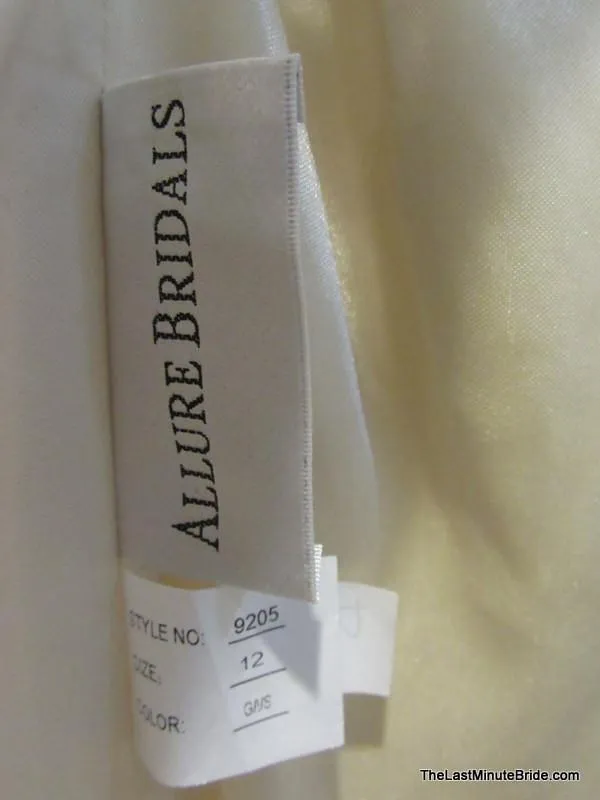 ALLURE BRIDALS
STYLE NO: 9205
SIZE: 12
COLOR: G/I/S
TheLastMinuteBride.com